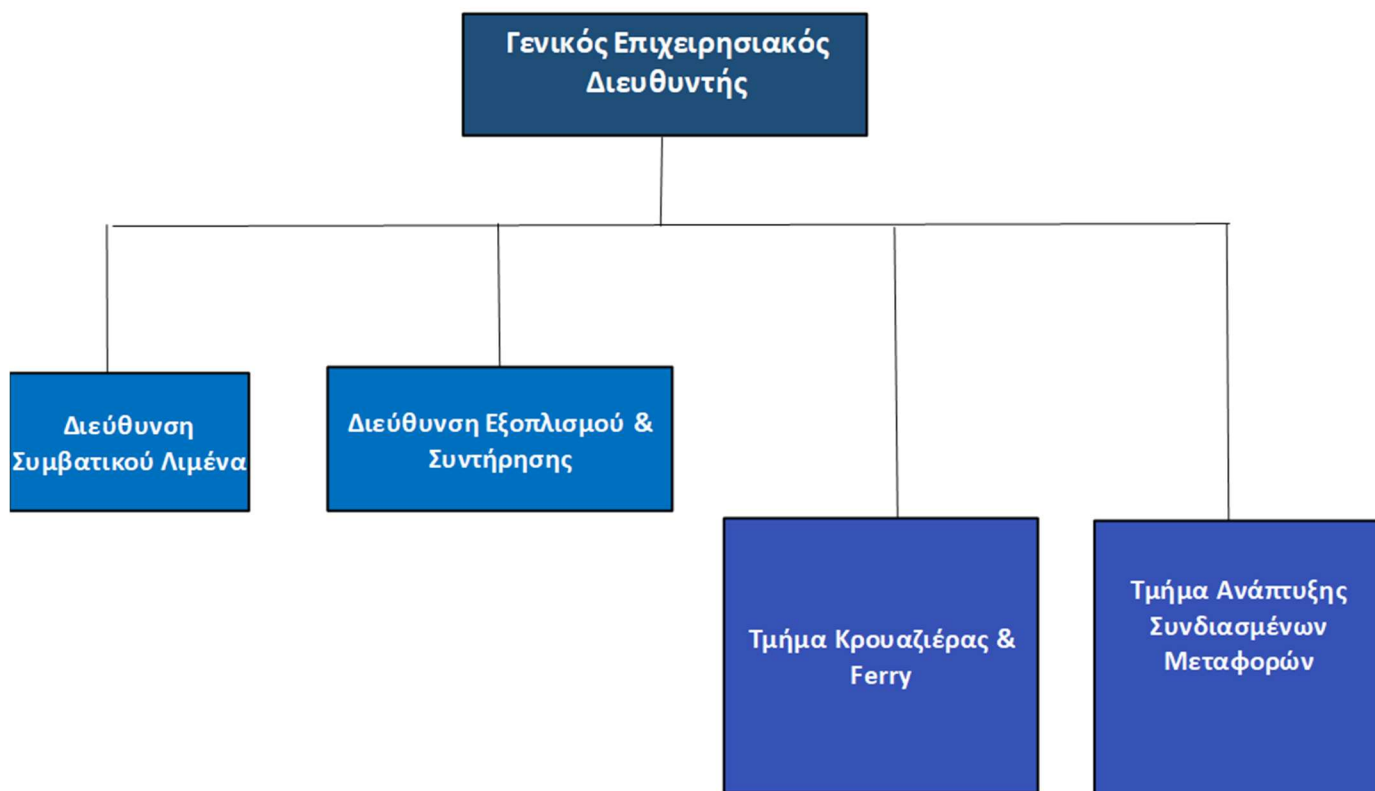 Γενικός Επιχειρησιακός
Διευθυντής
Διεύθυνση
Συμβατικού Λιμένα
Διεύθυνση Εξοπλισμού &
Συντήρησης
Τμήμα Κρουαζιέρας &
Ferry
Τμήμα Ανάπτυξης
Συνδιασμένων
Μεταφορών